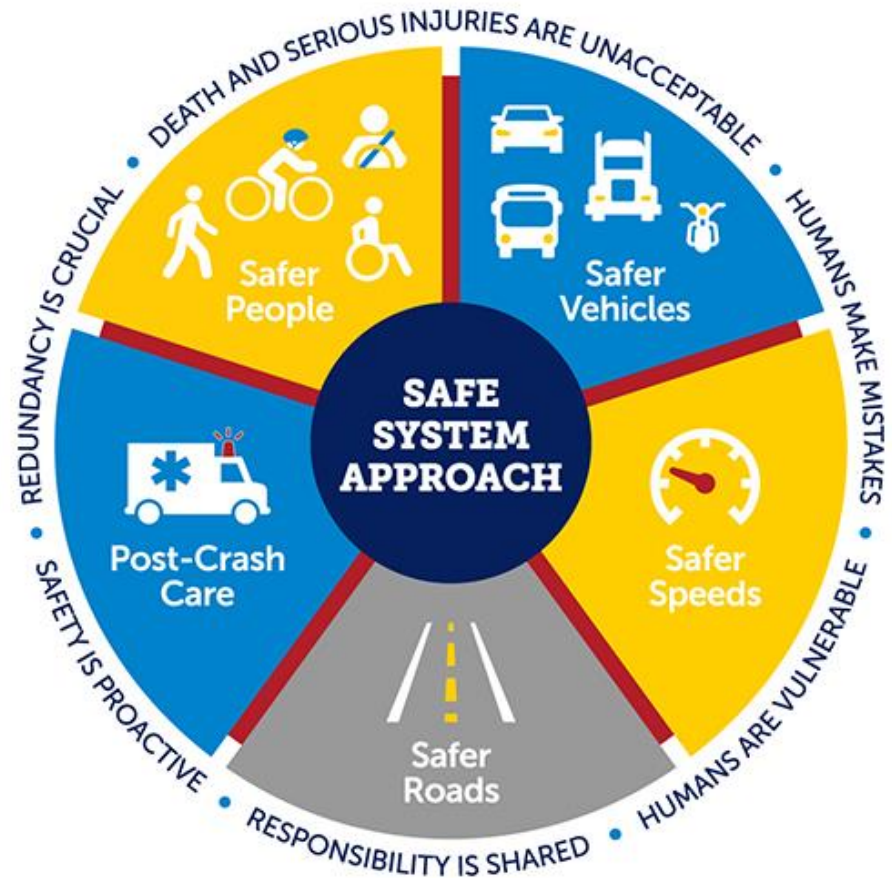 DEATH AND SERIOUS INJURIES ARE UNACCEPTABLE
HUMANS MAKE MISTAKES
HUMANS ARE VULNERABLE
RESPONSIBILITY IS SHARED
SAFETY IS PROACTIVE
REDUNDANCY IS CRUCIAL
Safer
People
Safer
Vehicles
SAFE
SYSTEM
APPROACH
Post-Crash
Care
Safer
Speeds
Safer
Roads